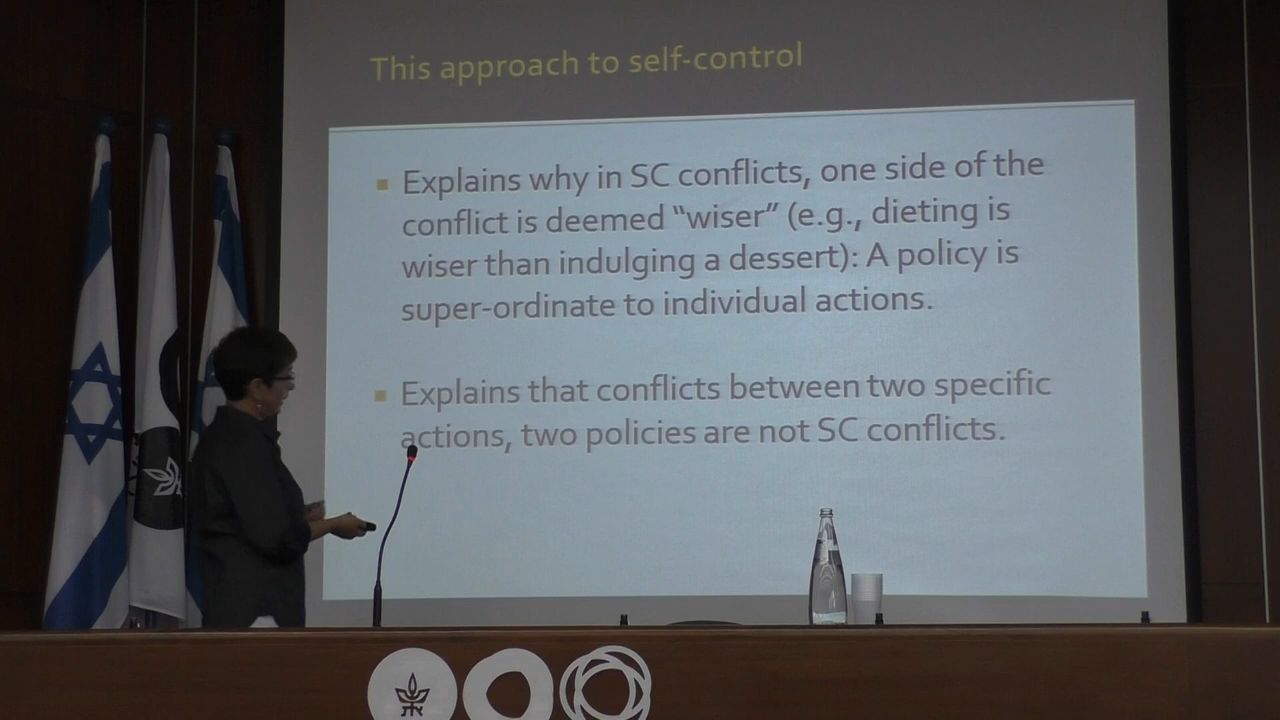 This approach to self-control
Explains why in SC conflicts, one side of the
conflict is deemed “wiser” (e.g., dieting is
wiser than indulging a dessert): A policy is
super-ordinate to individual actions.
Explains that conflicts between two specific
actions, two policies are not SC conflicts.